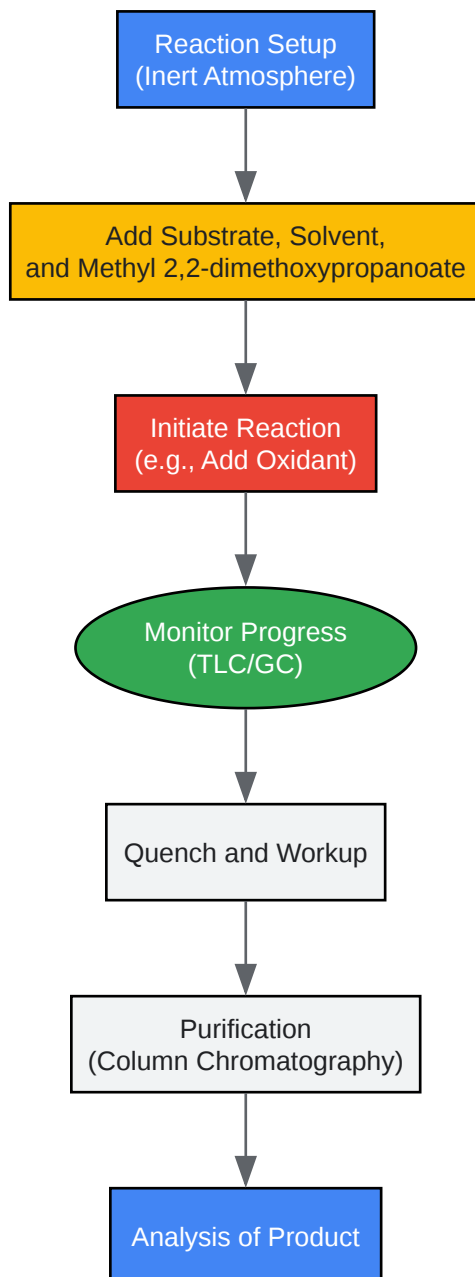 Reaction Setup
(Inert Atmosphere)
Add Substrate, Solvent,
and Methyl 2,2-dimethoxypropanoate
Initiate Reaction
(e.g., Add Oxidant)
Monitor Progress
(TLC/GC)
Quench and Workup
Purification
(Column Chromatography)
Analysis of Product